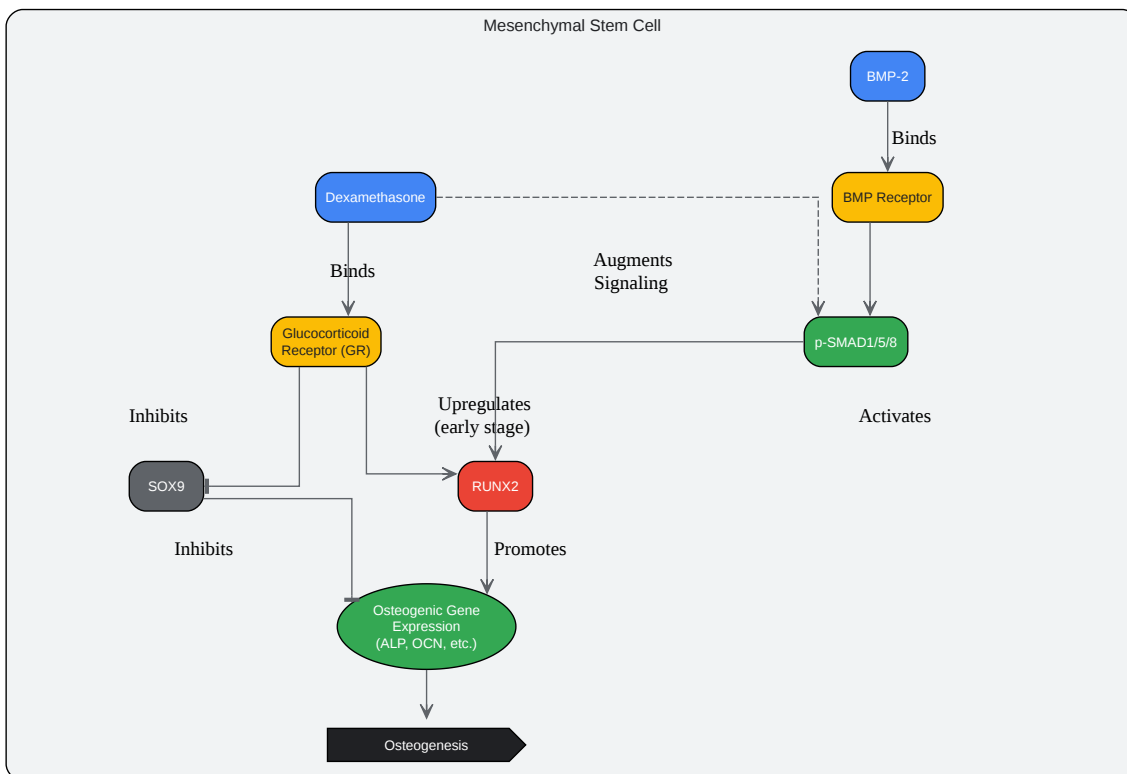 Mesenchymal Stem Cell
BMP-2
Binds
Dexamethasone
BMP Receptor
Binds
Augments
Signaling
Glucocorticoid
Receptor (GR)
p-SMAD1/5/8
Inhibits
Upregulates
(early stage)
Activates
SOX9
RUNX2
Inhibits
Promotes
Osteogenic Gene
Expression
(ALP, OCN, etc.)
Osteogenesis